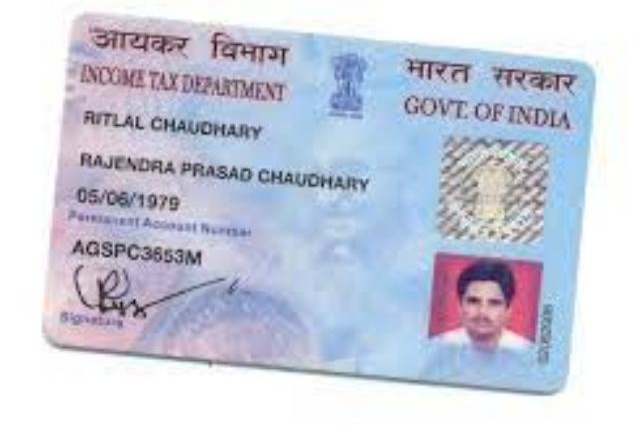 आयकर विभाग
INCOME TAX DEPARTMENT
भारत सरकार
GOVT. OF INDIA
RITLAL CHAUDHARY
RAJENDRA PRASAD CHAUDHARY
05/06/1979
Permanent Account Number
AGSPC3653M
Signature